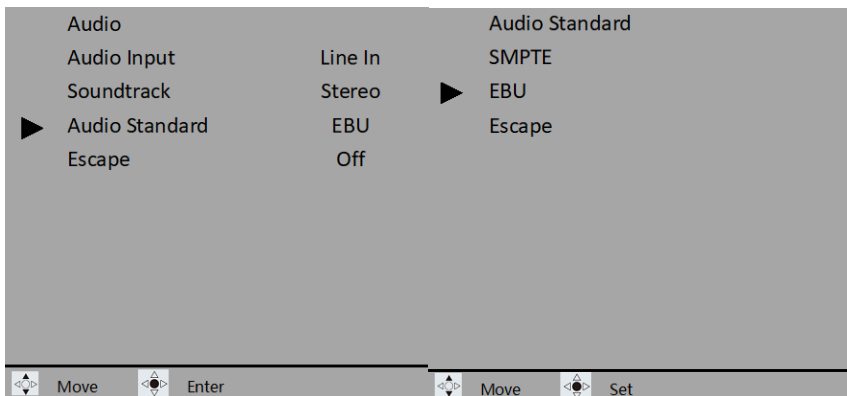 Audio
Audio Input Line In
Soundtrack Stereo
Audio Standard EBU
Escape Off
Move Enter
Audio Standard
SMPTE
EBU
Escape
Move Set